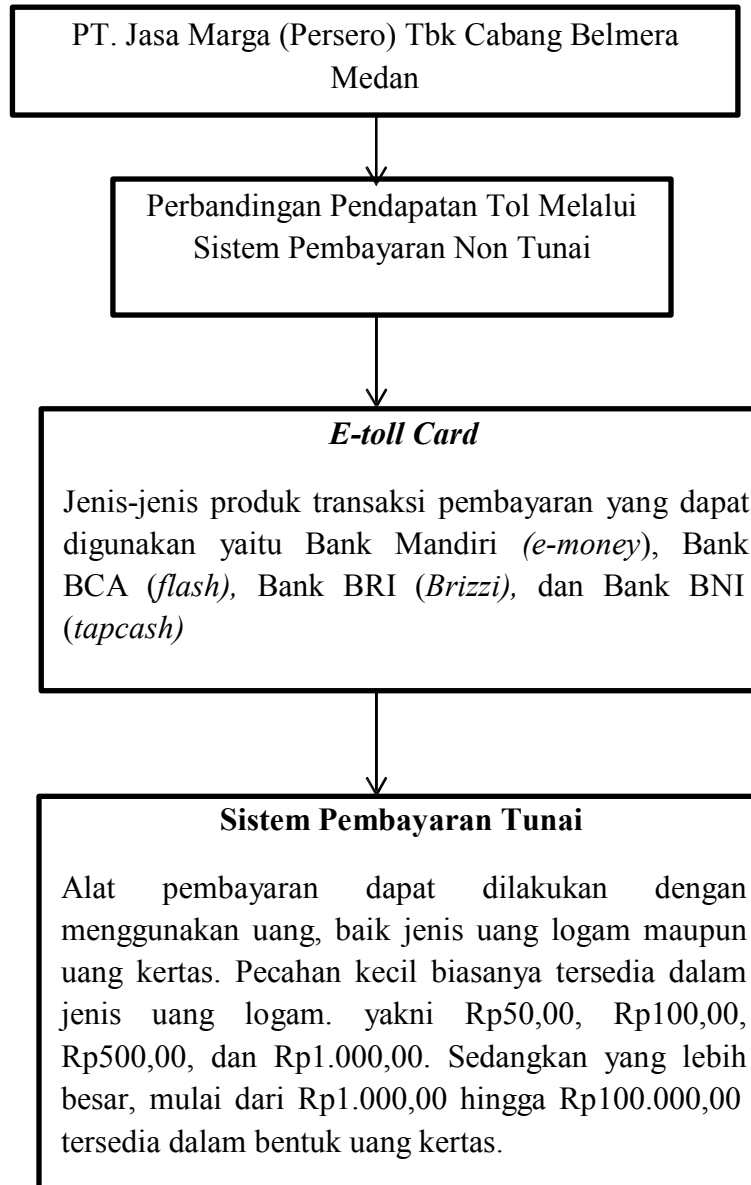 PT. Jasa Marga (Persero) Tbk Cabang Belmera
Medan
Perbandingan Pendapatan Tol Melalui
Sistem Pembayaran Non Tunai
E-toll Card
Jenis-jenis produk transaksi pembayaran yang dapat
digunakan yaitu Bank Mandiri (e-money), Bank
BCA (flash), Bank BRI (Brizzi), dan Bank BNI
(tapcash)
Sistem Pembayaran Tunai
Alat pembayaran dapat dilakukan dengan
menggunakan uang, baik jenis uang logam maupun
uang kertas. Pecahan kecil biasanya tersedia dalam
jenis uang logam. yakni Rp50,00, Rp100,00,
Rp500,00, dan Rp1.000,00. Sedangkan yang lebih
besar, mulai dari Rp1.000,00 hingga Rp100.000,00
tersedia dalam bentuk uang kertas.